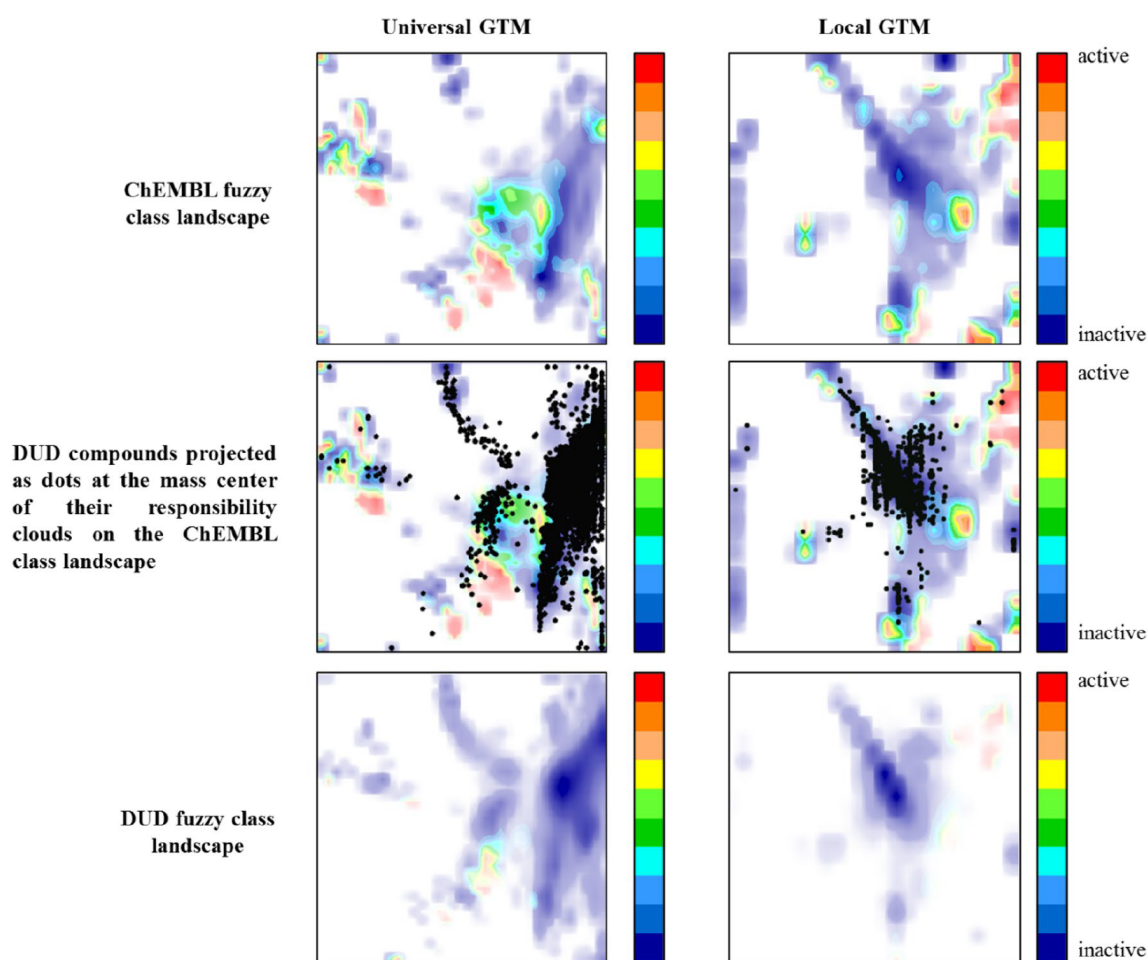 Universal GTM
Local GTM
ChEMBL fuzzy
class landscape
active
inactive
DUD compounds projected
as dots at the mass center
of their responsibility
clouds on the ChEMBL
class landscape
active
inactive
DUD fuzzy class
landscape
active
inactive